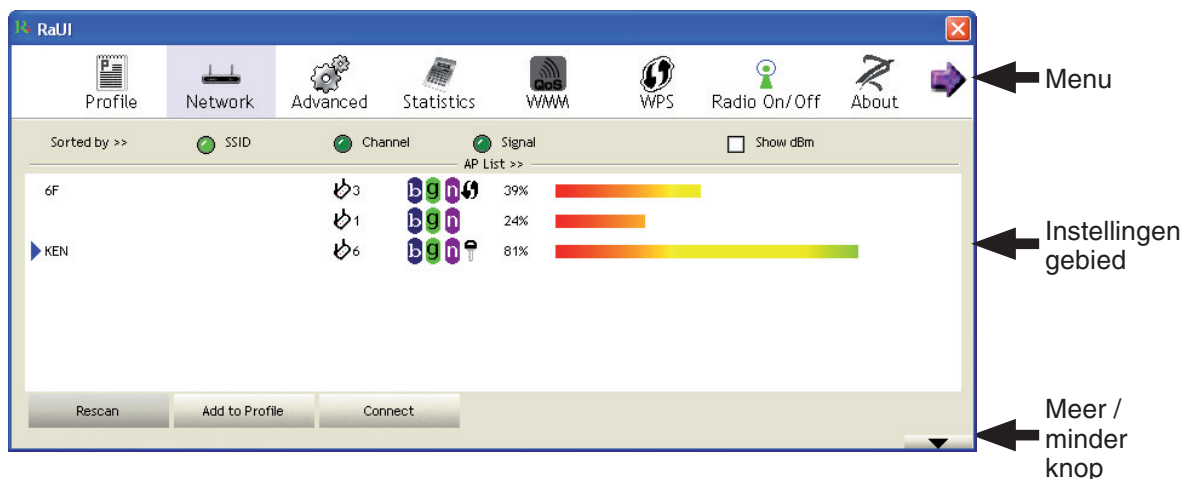 RaUI
Profile Network Advanced Statistics WMM WPS Radio On/Off About
QoS
Menu
Sorted by >> SSID Channel Signal Show dBm
AP List >>
6F 3 b g n 39%
1 b g n 24%
KEN 6 b g n 81%
Instellingen
gebied
Rescan Add to Profile Connect
Meer /
minder
knop